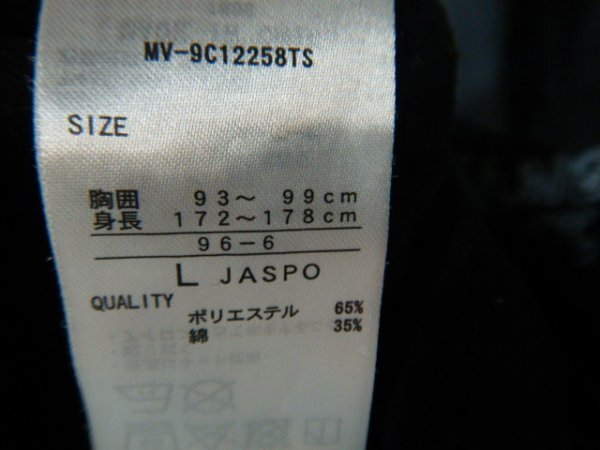 MV-9C12258TS
SIZE
胸囲 93〜 99cm
身長 172〜178cm
96-6
L JASPO
QUALITY
ポリエステル 65%
綿 35%